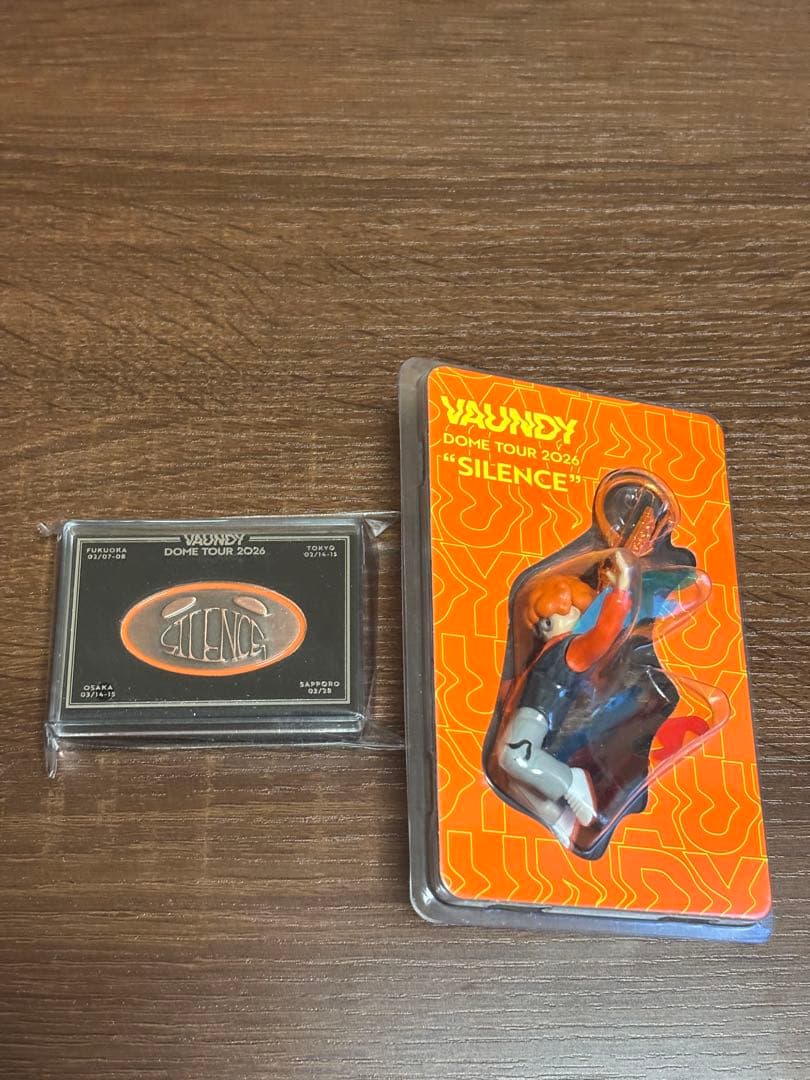 VAUNDY
DOME TOUR 2026
FUKUOKA
02/07-08
TOKYO
02/14-15
SILENCE
OSAKA
03/14-15
SAPPORO
02/28
VAUNDY
DOME TOUR 2026
“SILENCE”